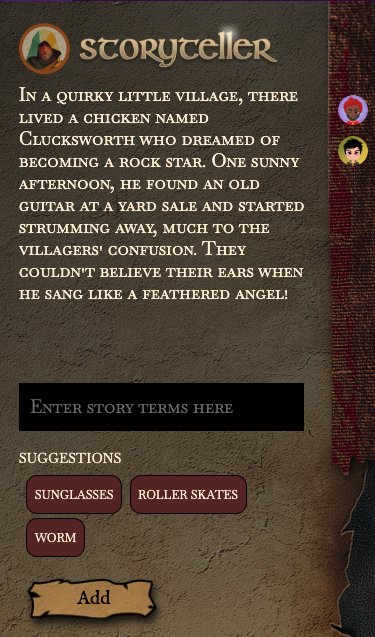 STORYTELLER
In a quirky little village, there
lived a chicken named
Clucksworth who dreamed of
becoming a rock star. One sunny
afternoon, he found an old
guitar at a yard sale and started
strumming away, much to the
villagers' confusion. They
couldn't believe their ears when
he sang like a feathered angel!
Enter story terms here
SUGGESTIONS
SUNGLASSES
ROLLER SKATES
WORM
Add